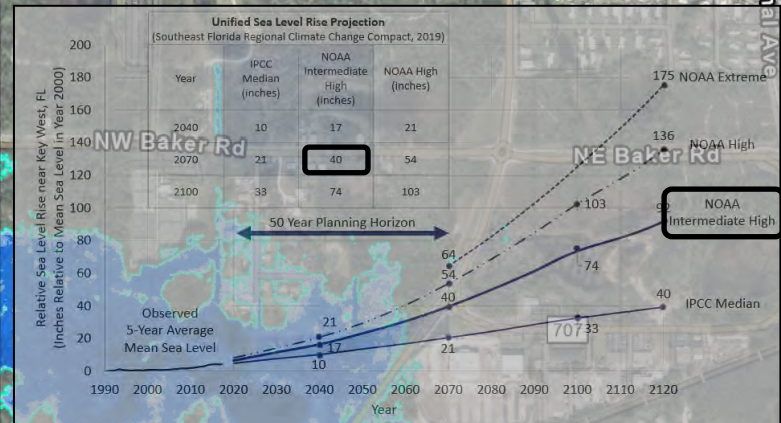 Unified Sea Level Rise Projection
(Southeast Florida Regional Climate Change Compact, 2019)
Year
IPCC
Median
(inches)
NOAA
Intermediate
High
(inches)
NOAA High
(Inches)
2040 10 17 21
2070 21 40 54
2100 33 74 103
50 Year Planning Horizon
Relative Sea Level Rise near Key West, FL
(Inches Relative to Mean Sea Level in Year 2000)
200
180
160
140
120
100
80
60
40
20
0
NW Baker Rd
NE Baker Rd
al Ave
175 NOAA Extreme
136 NOAA High
103
92 NOAA
Intermediate High
74
64
54
40
40 IPCC Median
707
33
21
21
17
10
Observed
5-Year Average
Mean Sea Level
1990 2000 2010 2020 2030 2040 2050 2060 2070 2080 2090 2100 2110 2120
Year